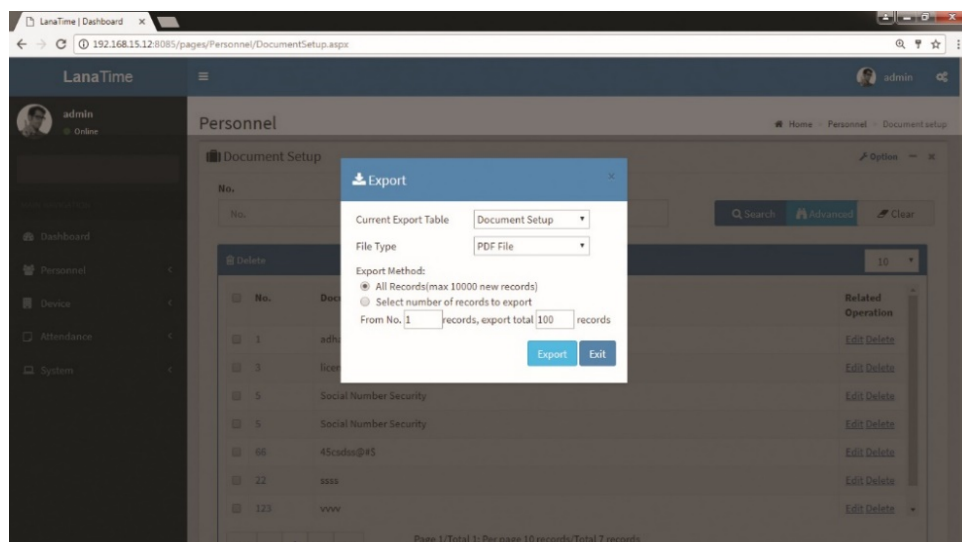 LanaTime | Dashboard
192.168.15.12:8085/pages/Personnel/DocumentSetup.aspx
LanaTime
admin
admin
Online
Personnel
Home
Personnel
Document setup
Document Setup
Option
No.
No.
Search
Advanced
Clear
Dashboard
Personnel
Device
Attendance
System
Export
Current Export Table
Document Setup
File Type
PDF File
Export Method:
All Records(max 10000 new records)
Select number of records to export
From No. 1 records, export total 100 records
Export
Exit
Delete
10
No.
Related
Operation
1
Edit Delete
3
Edit Delete
5 Social Number Security Edit Delete
5 Social Number Security Edit Delete
66 45csdss@#$ Edit Delete
22 ssss Edit Delete
123 vvvv Edit Delete
Page 1/Total 1; Per page 10 records/Total 7 records